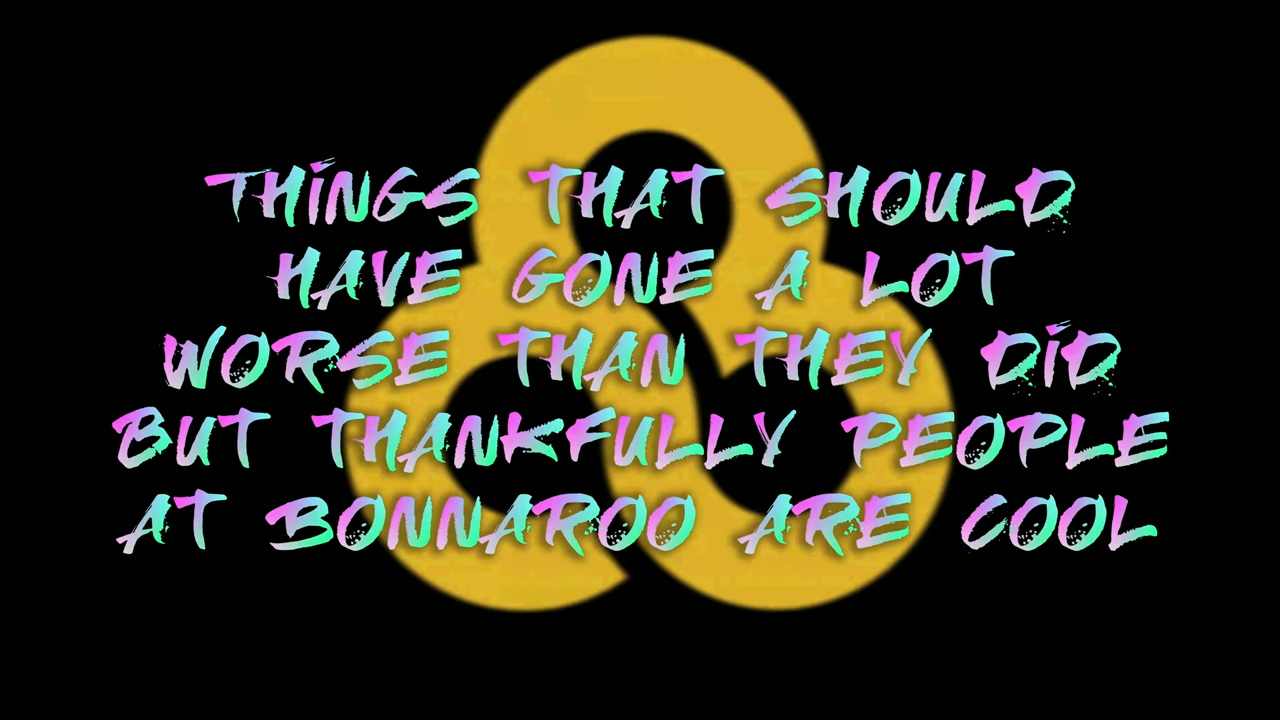 THINGS THAT SHOULD
HAVE GONE A LOT
WORSE THAN THEY DID
BUT THANKFULLY PEOPLE
AT BONNAROO ARE COOL